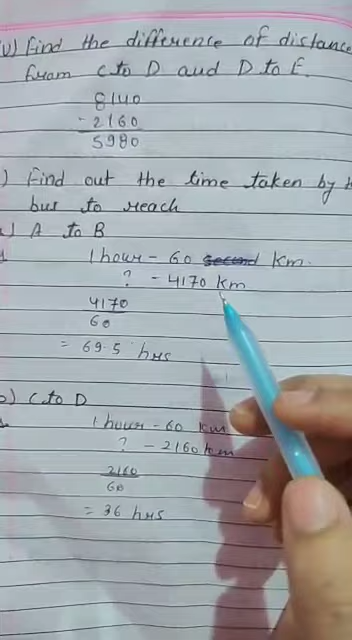 iv) Find the difference of distance
from C to D and D to E.
8140
- 2160
5980
) Find out the time taken by
bus to reach
a) A to B
1 hour - 60 Km.
? - 4170 Km
4170
60
= 69.5 hrs
b) C to D
1 hour - 60 km
? - 2160 km
2160
60
= 36 hrs